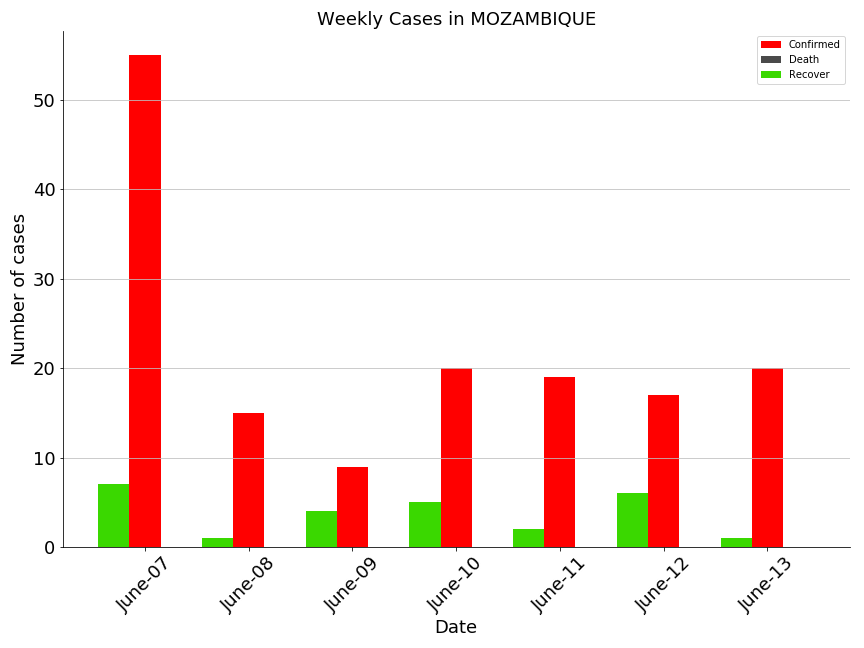 Weekly Cases in MOZAMBIQUE
Confirmed
Death
Recover
Number of cases
50
40
30
20
10
0
June-07
June-08
June-09
June-10
June-11
June-12
June-13
Date